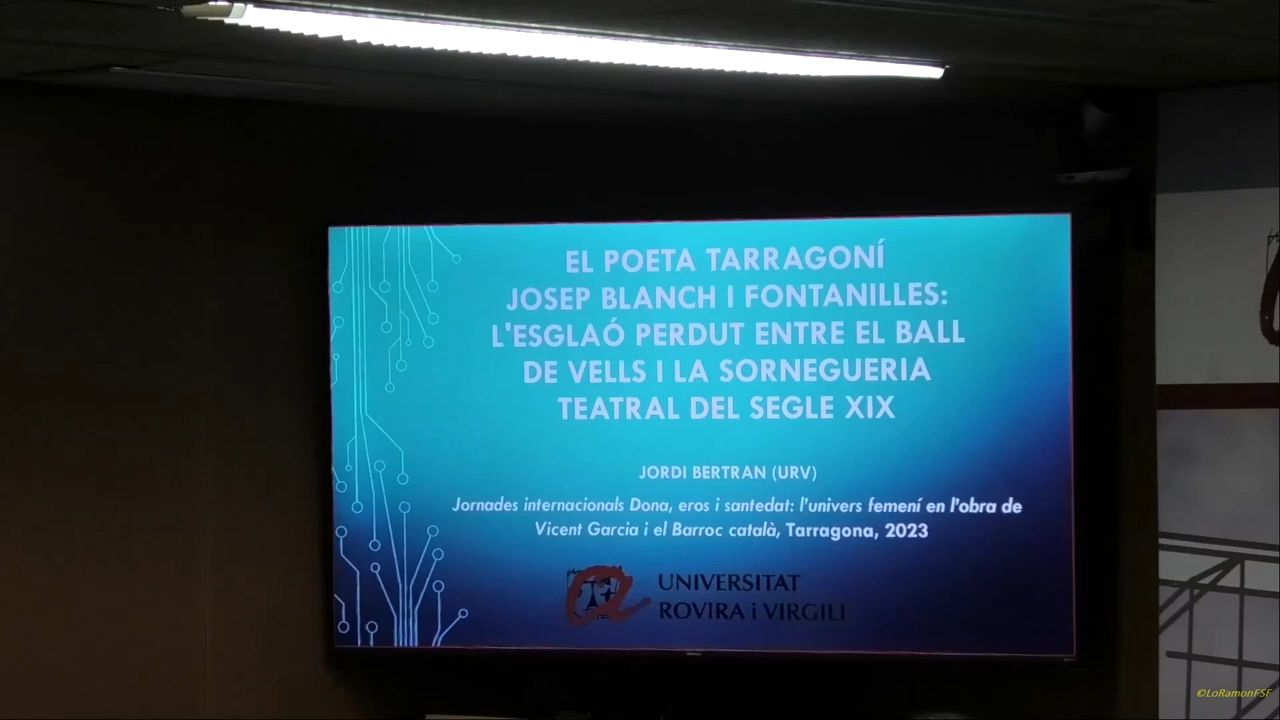 EL POETA TARRAGONÍ
JOSEP BLANCH I FONTANILLES:
L'ESGLAÓ PERDUT ENTRE EL BALL
DE VELLS I LA SORNEGUERIA
TEATRAL DEL SEGLE XIX
JORDI BERTRAN (URV)
Jornades internacionals Dona, eros i santedat: l'univers femení en l'obra de
Vicent Garcia i el Barroc català, Tarragona, 2023
UNIVERSITAT
ROVIRA i VIRGILI
©LoRamonFSF